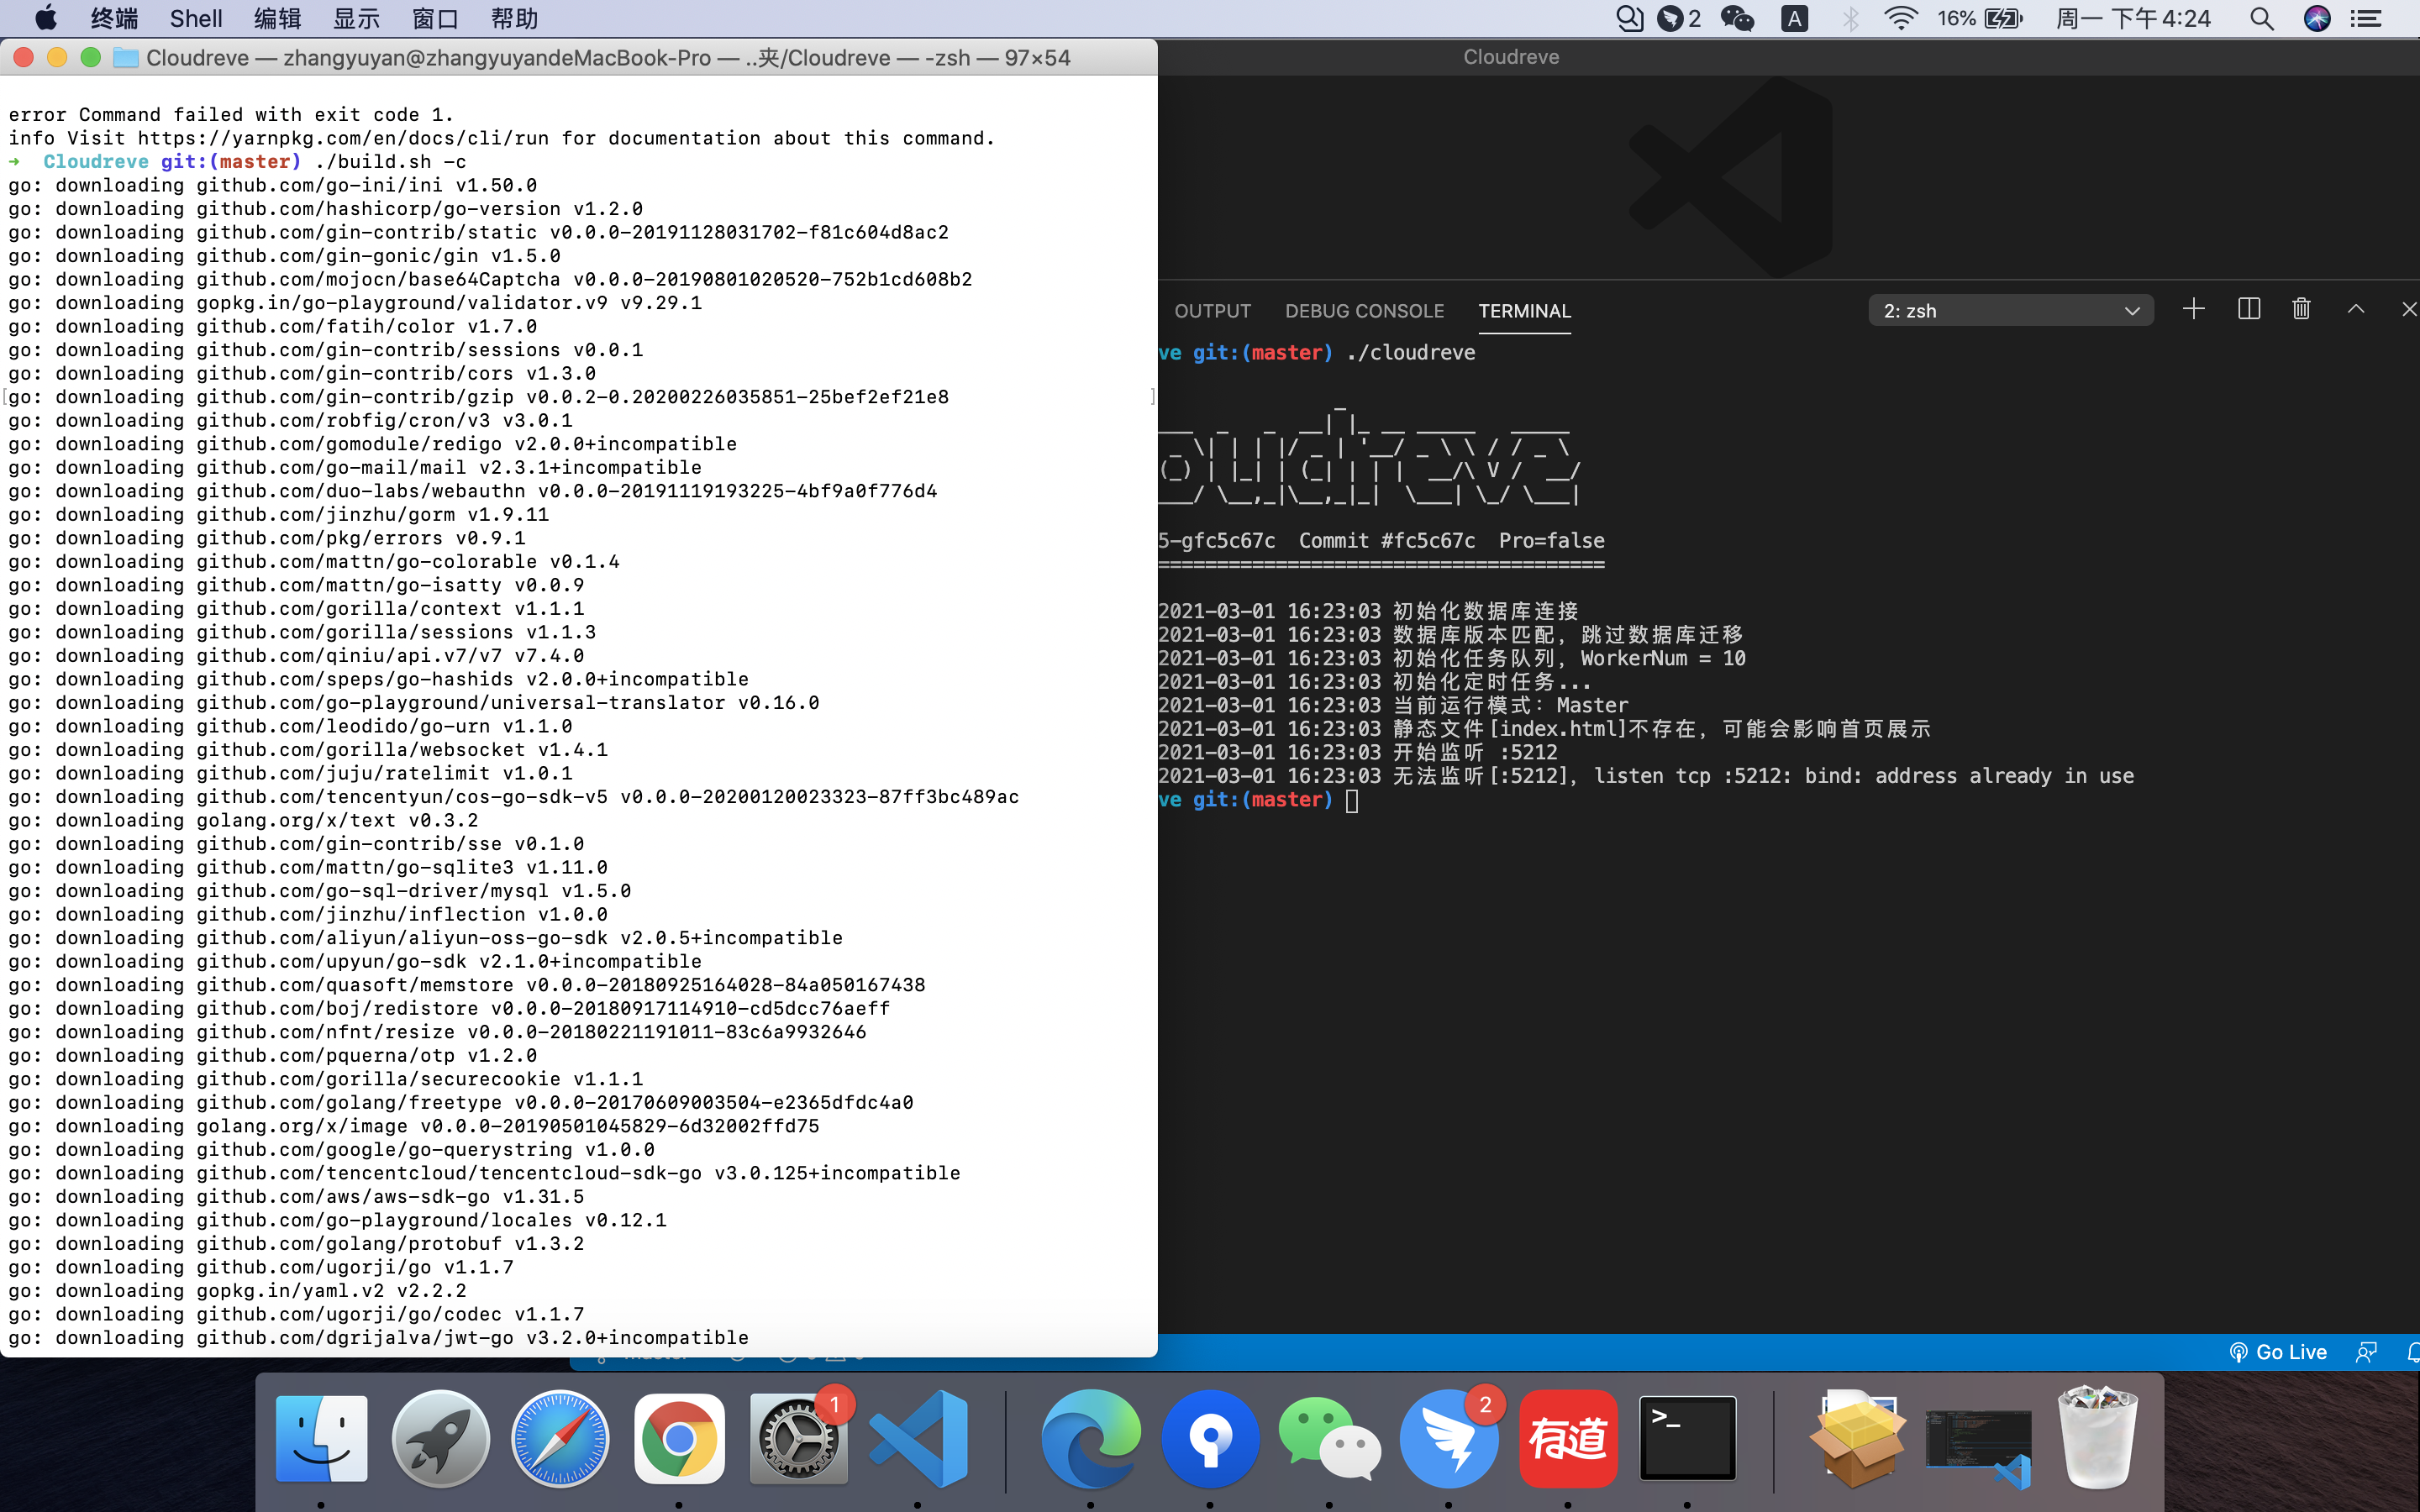 终端 Shell 编辑 显示 窗口 帮助 2 A 16% 周一 下午4:24
Cloudreve — zhangyuyan@zhangyuyandeMacBook-Pro — ..夹/Cloudreve — -zsh — 97×54
error Command failed with exit code 1.
info Visit https://yarnpkg.com/en/docs/cli/run for documentation about this command.
➜ Cloudreve git:(master) ./build.sh -c
go: downloading github.com/go-ini/ini v1.50.0
go: downloading github.com/hashicorp/go-version v1.2.0
go: downloading github.com/gin-contrib/static v0.0.0-20191128031702-f81c604d8ac2
go: downloading github.com/gin-gonic/gin v1.5.0
go: downloading github.com/mojocn/base64Captcha v0.0.0-20190801020520-752b1cd608b2
go: downloading gopkg.in/go-playground/validator.v9 v9.29.1
go: downloading github.com/fatih/color v1.7.0
go: downloading github.com/gin-contrib/sessions v0.0.1
go: downloading github.com/gin-contrib/cors v1.3.0
[go: downloading github.com/gin-contrib/gzip v0.0.2-0.20200226035851-25bef2ef21e8 ]
go: downloading github.com/robfig/cron/v3 v3.0.1
go: downloading github.com/gomodule/redigo v2.0.0+incompatible
go: downloading github.com/go-mail/mail v2.3.1+incompatible
go: downloading github.com/duo-labs/webauthn v0.0.0-20191119193225-4bf9a0f776d4
go: downloading github.com/jinzhu/gorm v1.9.11
go: downloading github.com/pkg/errors v0.9.1
go: downloading github.com/mattn/go-colorable v0.1.4
go: downloading github.com/mattn/go-isatty v0.0.9
go: downloading github.com/gorilla/context v1.1.1
go: downloading github.com/gorilla/sessions v1.1.3
go: downloading github.com/qiniu/api.v7/v7 v7.4.0
go: downloading github.com/speps/go-hashids v2.0.0+incompatible
go: downloading github.com/go-playground/universal-translator v0.16.0
go: downloading github.com/leodido/go-urn v1.1.0
go: downloading github.com/gorilla/websocket v1.4.1
go: downloading github.com/juju/ratelimit v1.0.1
go: downloading github.com/tencentyun/cos-go-sdk-v5 v0.0.0-20200120023323-87ff3bc489ac
go: downloading golang.org/x/text v0.3.2
go: downloading github.com/gin-contrib/sse v0.1.0
go: downloading github.com/mattn/go-sqlite3 v1.11.0
go: downloading github.com/go-sql-driver/mysql v1.5.0
go: downloading github.com/jinzhu/inflection v1.0.0
go: downloading github.com/aliyun/aliyun-oss-go-sdk v2.0.5+incompatible
go: downloading github.com/upyun/go-sdk v2.1.0+incompatible
go: downloading github.com/quasoft/memstore v0.0.0-20180925164028-84a050167438
go: downloading github.com/boj/redistore v0.0.0-20180917114910-cd5dcc76aeff
go: downloading github.com/nfnt/resize v0.0.0-20180221191011-83c6a9932646
go: downloading github.com/pquerna/otp v1.2.0
go: downloading github.com/gorilla/securecookie v1.1.1
go: downloading github.com/golang/freetype v0.0.0-20170609003504-e2365dfdc4a0
go: downloading golang.org/x/image v0.0.0-20190501045829-6d32002ffd75
go: downloading github.com/google/go-querystring v1.0.0
go: downloading github.com/tencentcloud/tencentcloud-sdk-go v3.0.125+incompatible
go: downloading github.com/aws/aws-sdk-go v1.31.5
go: downloading github.com/go-playground/locales v0.12.1
go: downloading github.com/golang/protobuf v1.3.2
go: downloading github.com/ugorji/go v1.1.7
go: downloading gopkg.in/yaml.v2 v2.2.2
go: downloading github.com/ugorji/go/codec v1.1.7
go: downloading github.com/dgrijalva/jwt-go v3.2.0+incompatible
Cloudreve
OUTPUT DEBUG CONSOLE TERMINAL 2: zsh
ve git:(master) ./cloudreve
5-gfc5c67c Commit #fc5c67c Pro=false
======================================
2021-03-01 16:23:03 初始化数据库连接
2021-03-01 16:23:03 数据库版本匹配，跳过数据库迁移
2021-03-01 16:23:03 初始化任务队列，WorkerNum = 10
2021-03-01 16:23:03 初始化定时任务...
2021-03-01 16:23:03 当前运行模式：Master
2021-03-01 16:23:03 静态文件[index.html]不存在，可能会影响首页展示
2021-03-01 16:23:03 开始监听 :5212
2021-03-01 16:23:03 无法监听[:5212]，listen tcp :5212: bind: address already in use
ve git:(master)
Go Live
1
2
有道
>_